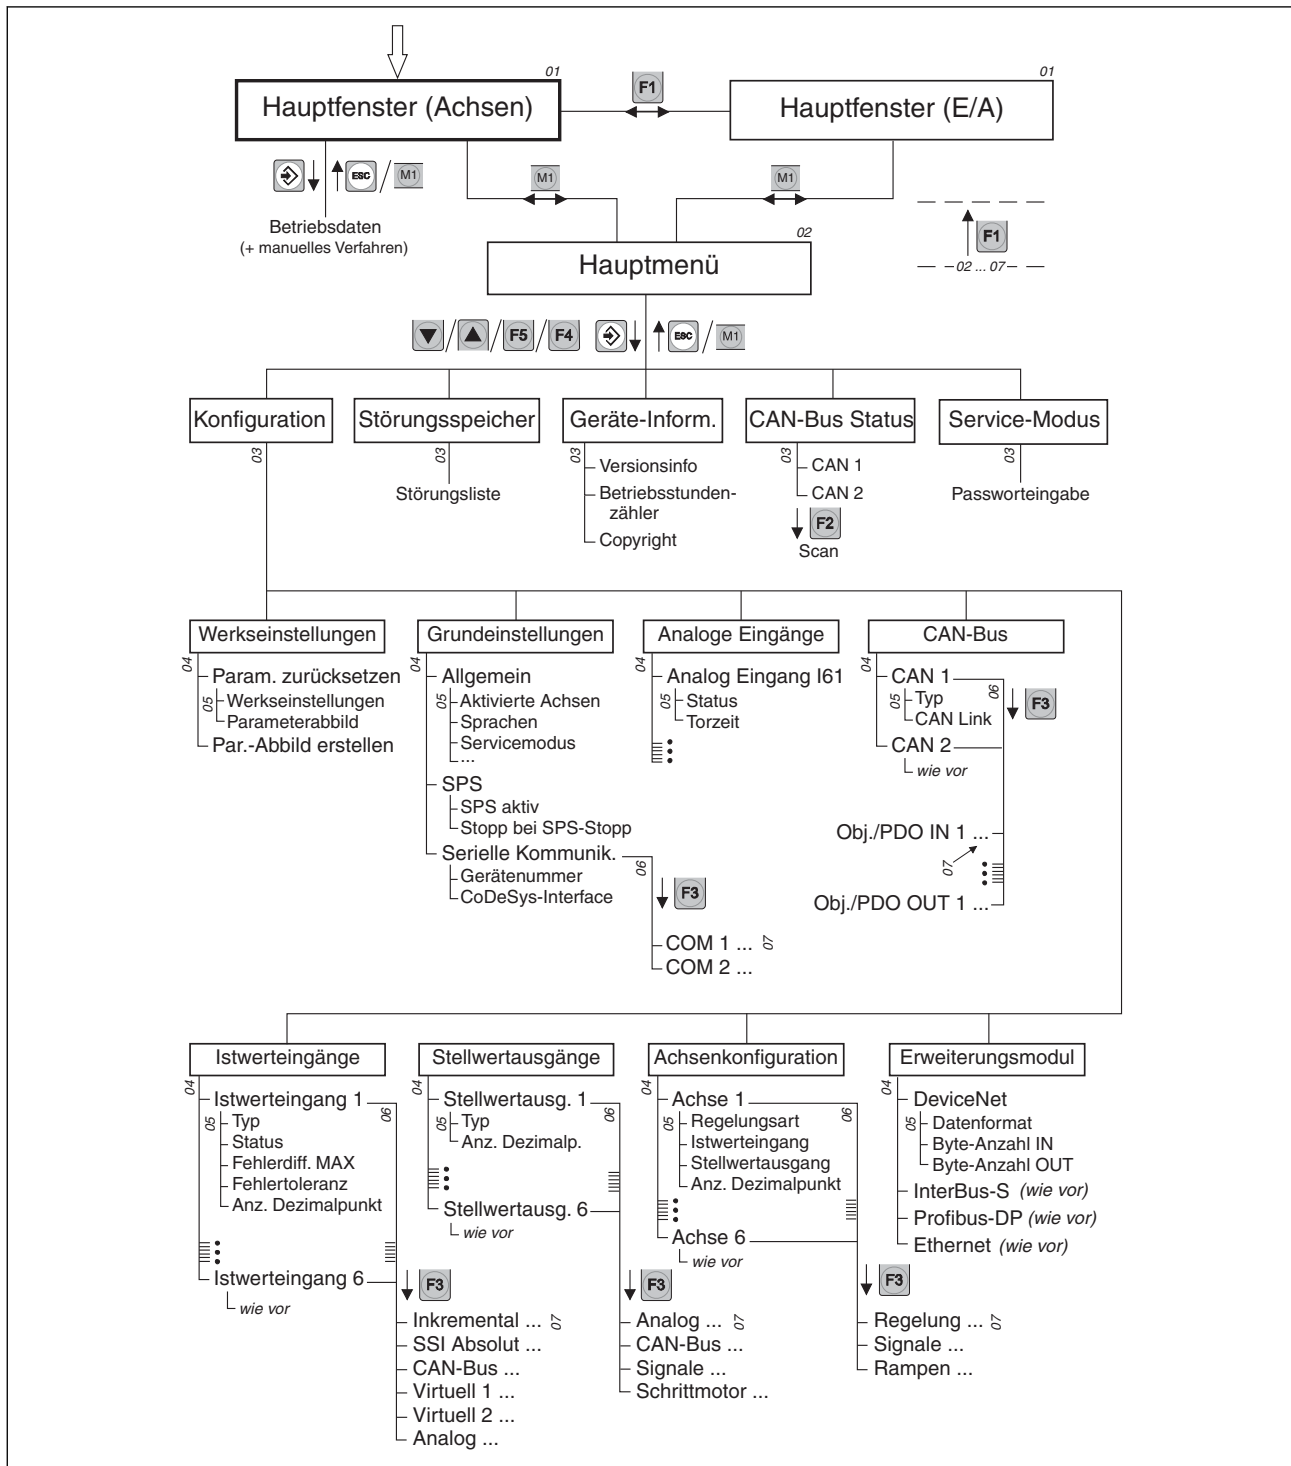 01
01
Hauptfenster (Achsen)
F1
Hauptfenster (E/A)
ESC / M1
M1
M1
Betriebsdaten
(+ manuelles Verfahren)
F1
02 ... 07
02
Hauptmenü
/ / F5 / F4
ESC / M1
Konfiguration
Störungsspeicher
Geräte-Inform.
CAN-Bus Status
Service-Modus
03
03
03
03
03
Störungsliste
Versionsinfo
Betriebsstunden-
zähler
Copyright
CAN 1
CAN 2
F2
Scan
Passworteingabe
Werkseinstellungen
Grundeinstellungen
Analoge Eingänge
CAN-Bus
04
Param. zurücksetzen
05
Werkseinstellungen
Parameterabbild
Par.-Abbild erstellen
04
Allgemein
05
Aktivierte Achsen
Sprachen
Servicemodus
...
SPS
SPS aktiv
Stopp bei SPS-Stopp
Serielle Kommunik.
06
Gerätenummer
CoDeSys-Interface
F3
COM 1 ...
07
COM 2 ...
04
Analog Eingang I61
05
Status
Torzeit
04
CAN 1
06
05
Typ
CAN Link
F3
CAN 2
wie vor
Obj./PDO IN 1 ...
07
Obj./PDO OUT 1 ...
Istwerteingänge
Stellwertausgänge
Achsenkonfiguration
Erweiterungsmodul
04
Istwerteingang 1
06
05
Typ
Status
Fehlerdiff. MAX
Fehlertoleranz
Anz. Dezimalpunkt
Istwerteingang 6
wie vor
F3
Inkremental ...
07
SSI Absolut ...
CAN-Bus ...
Virtuell 1 ...
Virtuell 2 ...
Analog ...
04
Stellwertausg. 1
06
05
Typ
Anz. Dezimalp.
Stellwertausg. 6
wie vor
F3
Analog ...
07
CAN-Bus ...
Signale ...
Schrittmotor ...
04
Achse 1
06
05
Regelungsart
Istwerteingang
Stellwertausgang
Anz. Dezimalpunkt
Achse 6
wie vor
F3
Regelung ...
07
Signale ...
Rampen ...
04
DeviceNet
05
Datenformat
Byte-Anzahl IN
Byte-Anzahl OUT
InterBus-S (wie vor)
Profibus-DP (wie vor)
Ethernet (wie vor)